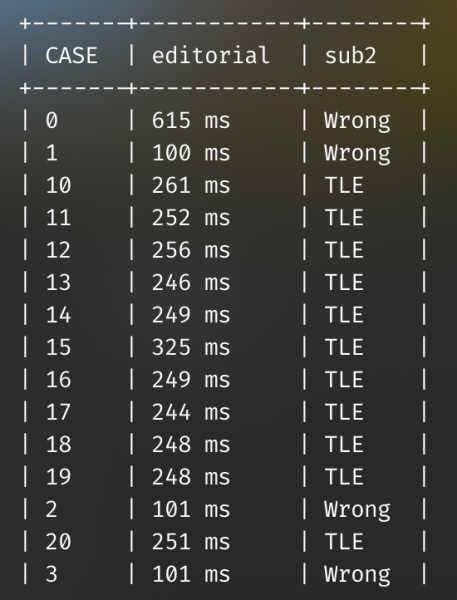 +-------+------------+--------+
| CASE  | editorial  | sub2   |
+-------+------------+--------+
| 0     | 615 ms     | Wrong  |
| 1     | 100 ms     | Wrong  |
| 10    | 261 ms     | TLE    |
| 11    | 252 ms     | TLE    |
| 12    | 256 ms     | TLE    |
| 13    | 246 ms     | TLE    |
| 14    | 249 ms     | TLE    |
| 15    | 325 ms     | TLE    |
| 16    | 249 ms     | TLE    |
| 17    | 244 ms     | TLE    |
| 18    | 248 ms     | TLE    |
| 19    | 248 ms     | TLE    |
| 2     | 101 ms     | Wrong  |
| 20    | 251 ms     | TLE    |
| 3     | 101 ms     | Wrong  |